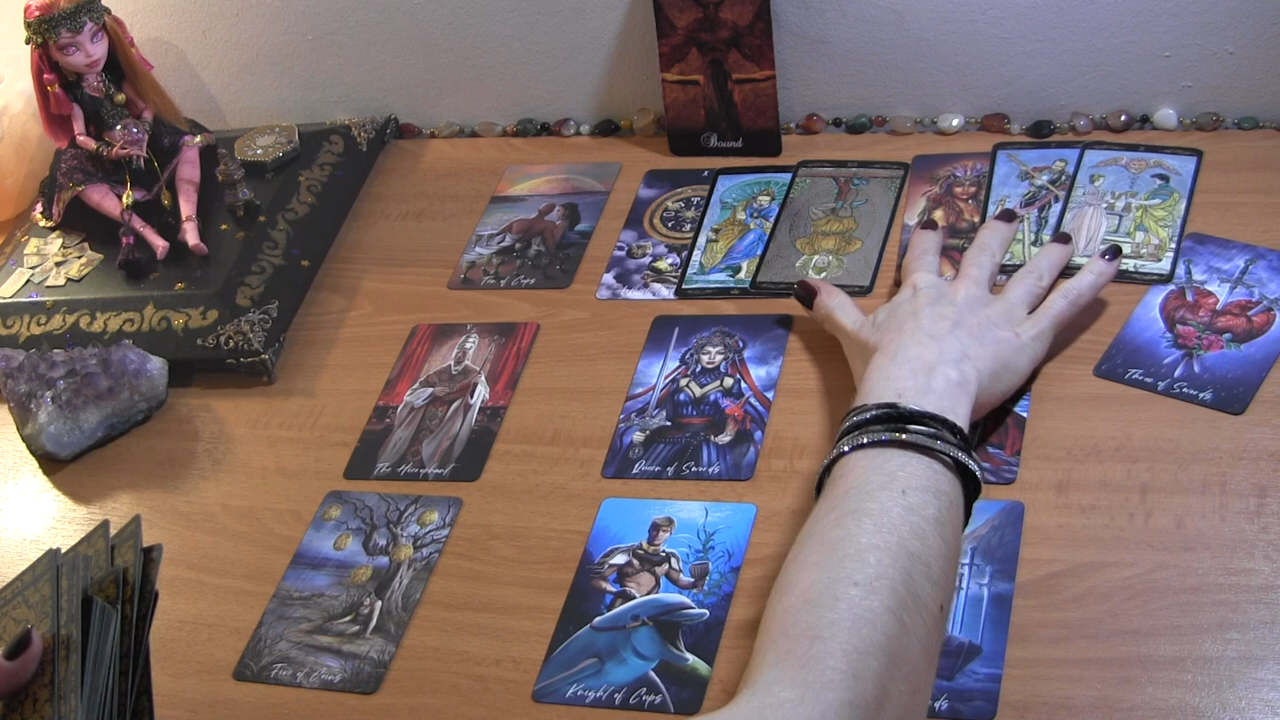 Bound
X
Ten of Cups
V
The Hierophant
Queen of Swords
Three of Swords
Five of Coins
Knight of Cups